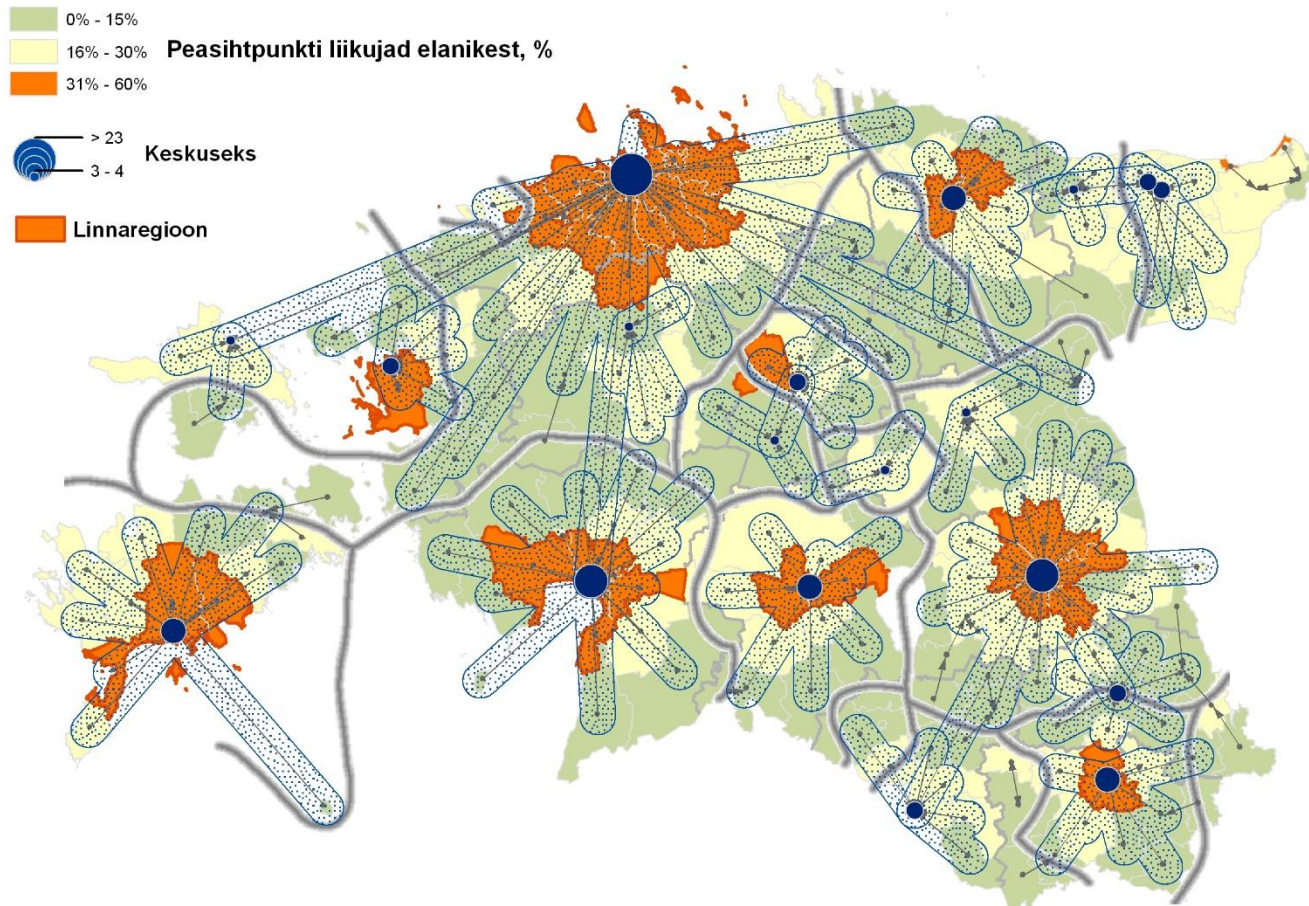 0% - 15%
16% - 30%
Peasihtpunkti liikujad elanikest, %
31% - 60%
> 23
Keskuseks
3 - 4
Linnaregioon